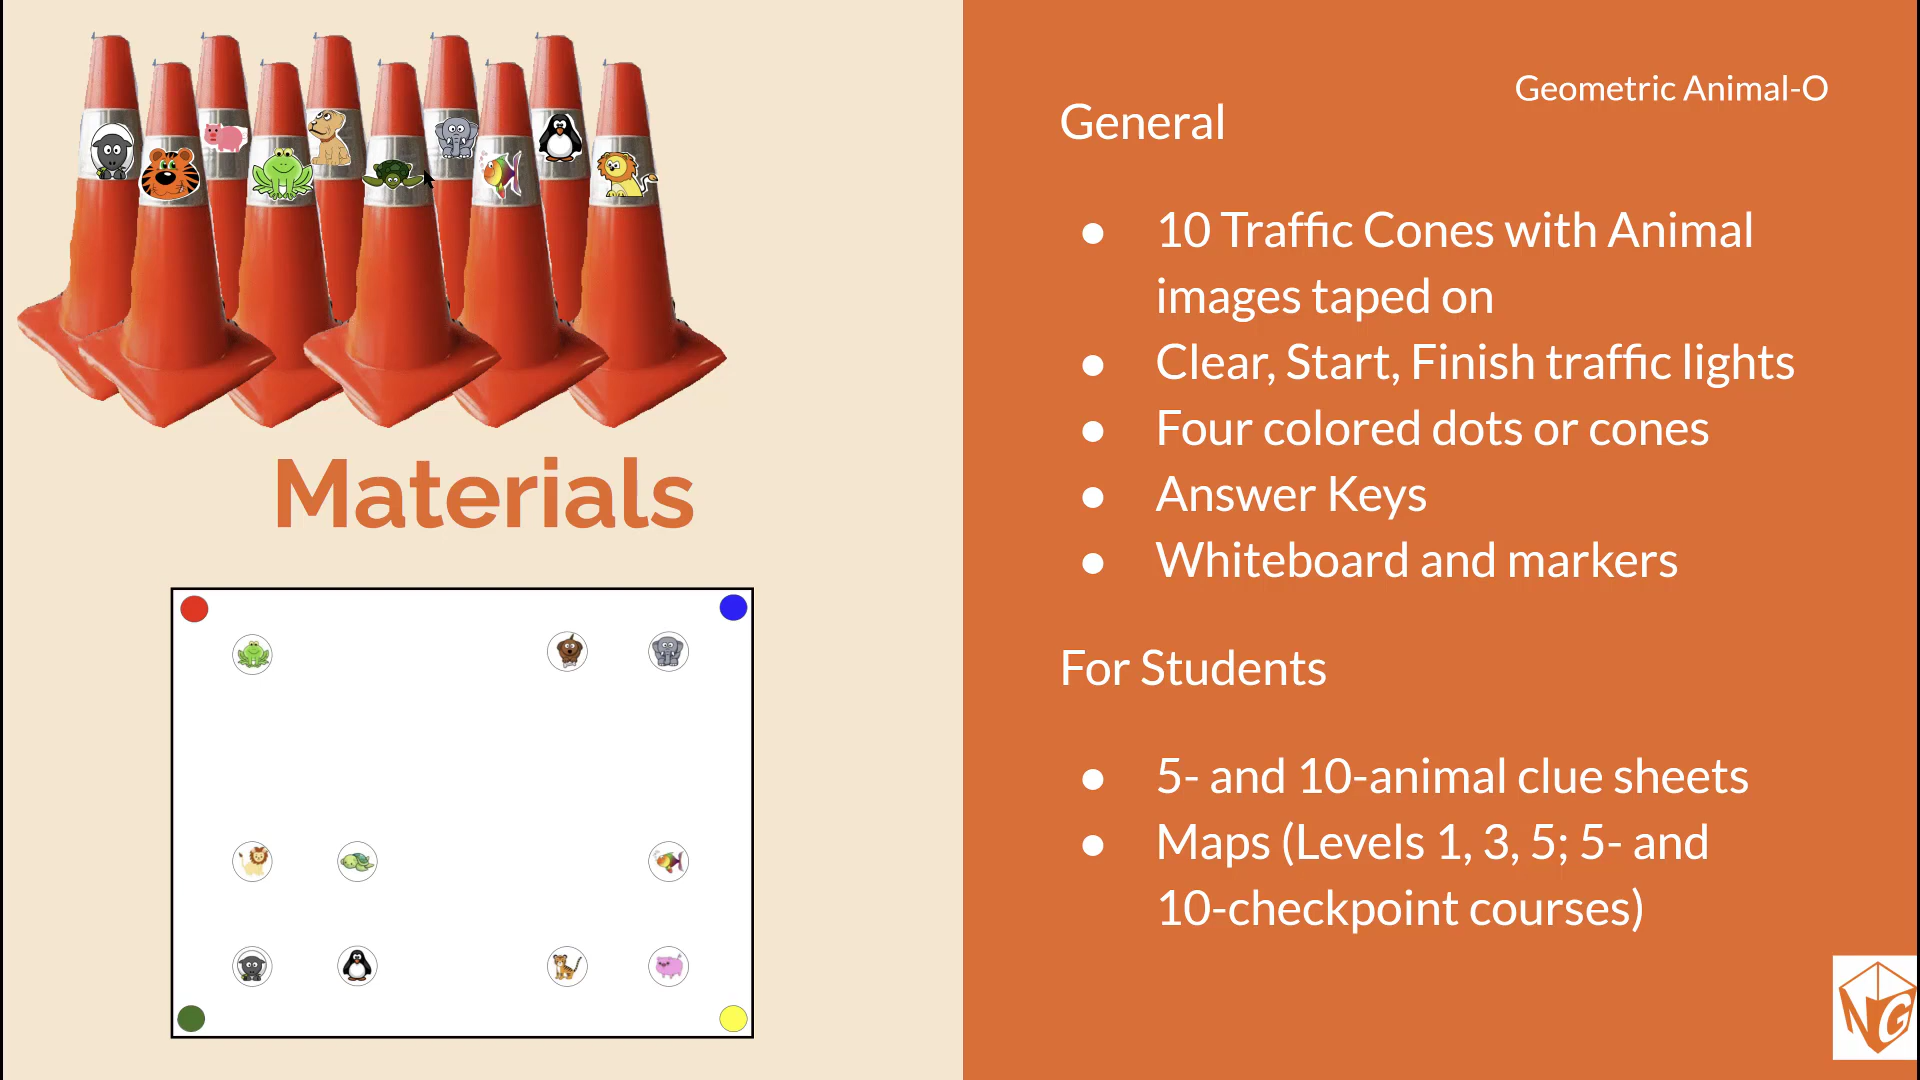 Geometric Animal-O
General
● 10 Traffic Cones with Animal
images taped on
● Clear, Start, Finish traffic lights
● Four colored dots or cones
● Answer Keys
● Whiteboard and markers
For Students
● 5- and 10-animal clue sheets
● Maps (Levels 1, 3, 5; 5- and
10-checkpoint courses)
Materials
NG